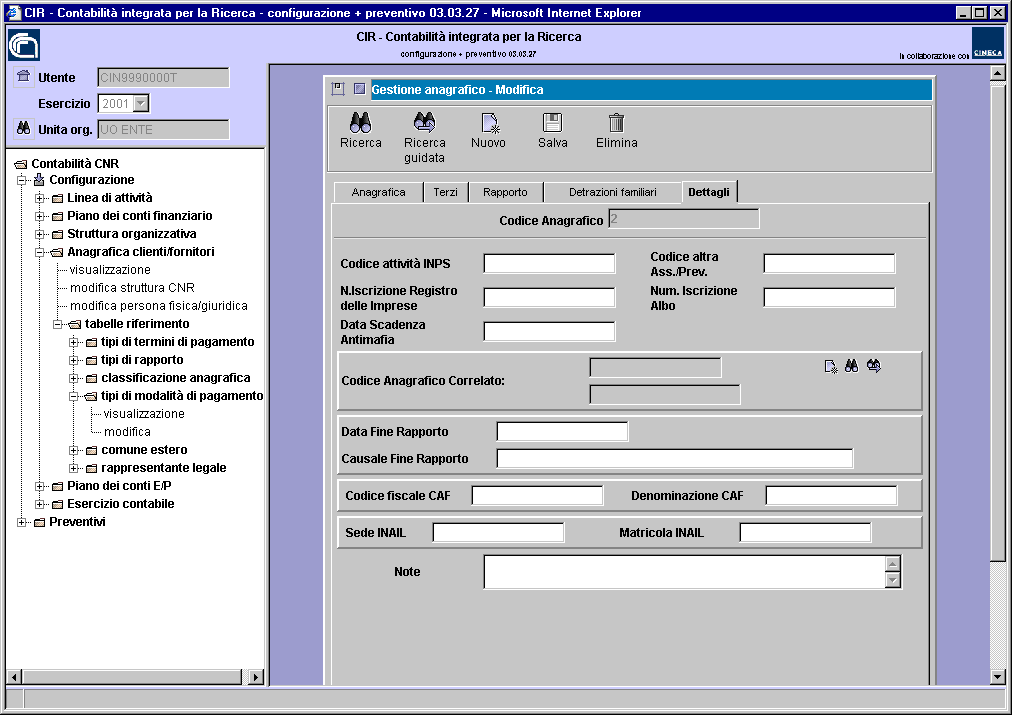 CIR - Contabilità integrata per la Ricerca - configurazione + preventivo 03.03.27 - Microsoft Internet Explorer
CIR - Contabilità integrata per la Ricerca
configurazione + preventivo 03.03.27
in collaborazione con CINECA
Utente CIN9990000T
Esercizio 2001
Unita org. UO ENTE
Contabilità CNR
Configurazione
Linea di attività
Piano dei conti finanziario
Struttura organizzativa
Anagrafica clienti/fornitori
visualizzazione
modifica struttura CNR
modifica persona fisica/giuridica
tabelle riferimento
tipi di termini di pagamento
tipi di rapporto
classificazione anagrafica
tipi di modalità di pagamento
visualizzazione
modifica
comune estero
rappresentante legale
Piano dei conti E/P
Esercizio contabile
Preventivi
Gestione anagrafico - Modifica
Ricerca
Ricerca guidata
Nuovo
Salva
Elimina
Anagrafica Terzi Rapporto Detrazioni familiari Dettagli
Codice Anagrafico 2
Codice attività INPS
Codice altra Ass./Prev.
N.Iscrizione Registro delle Imprese
Num. Iscrizione Albo
Data Scadenza Antimafia
Codice Anagrafico Correlato:
Data Fine Rapporto
Causale Fine Rapporto
Codice fiscale CAF Denominazione CAF
Sede INAIL Matricola INAIL
Note